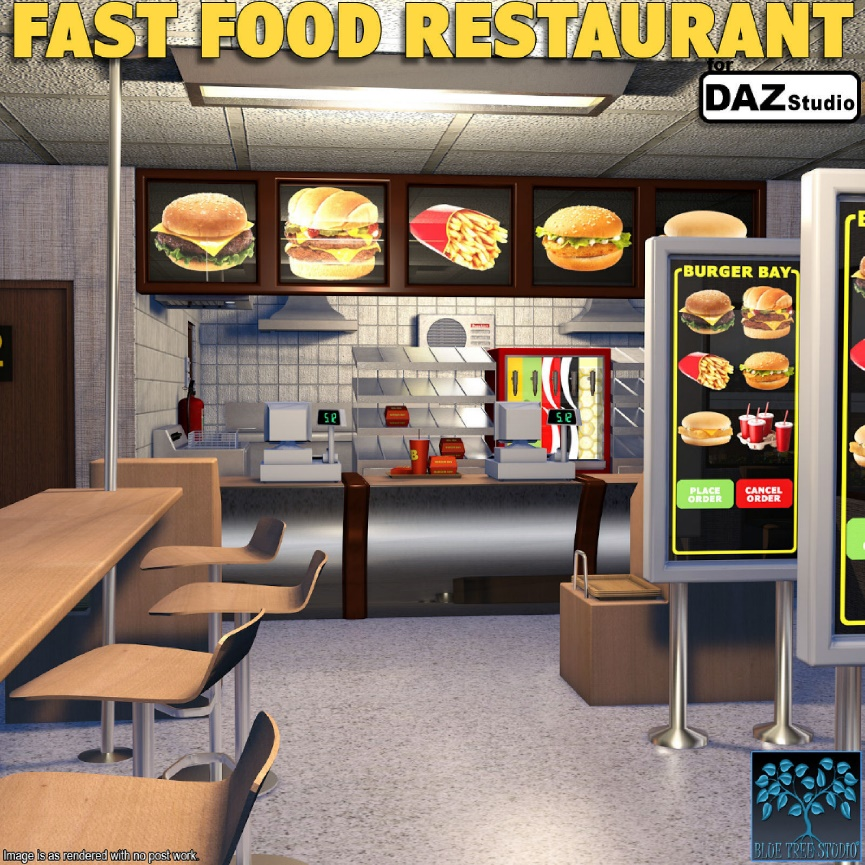 FAST FOOD RESTAURANT
for
DAZ Studio
BURGER BAY
PLACE
ORDER
CANCEL
ORDER
Image is as rendered with no post work.
BLUE TREE STUDIO